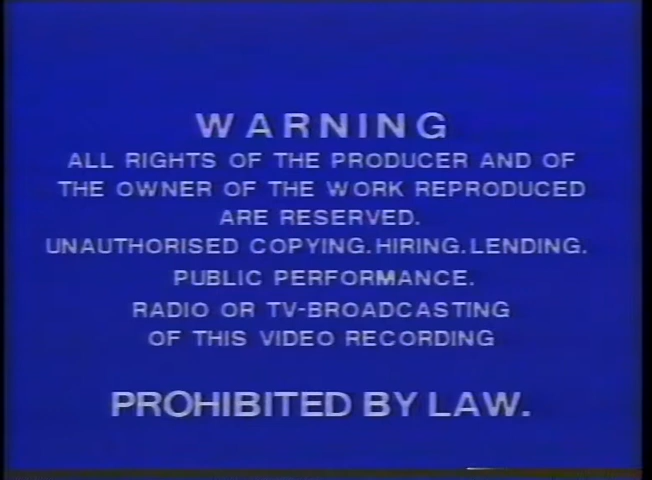 WARNING
ALL RIGHTS OF THE PRODUCER AND OF
THE OWNER OF THE WORK REPRODUCED
ARE RESERVED.
UNAUTHORISED COPYING.HIRING.LENDING.
PUBLIC PERFORMANCE.
RADIO OR TV-BROADCASTING
OF THIS VIDEO RECORDING
PROHIBITED BY LAW.